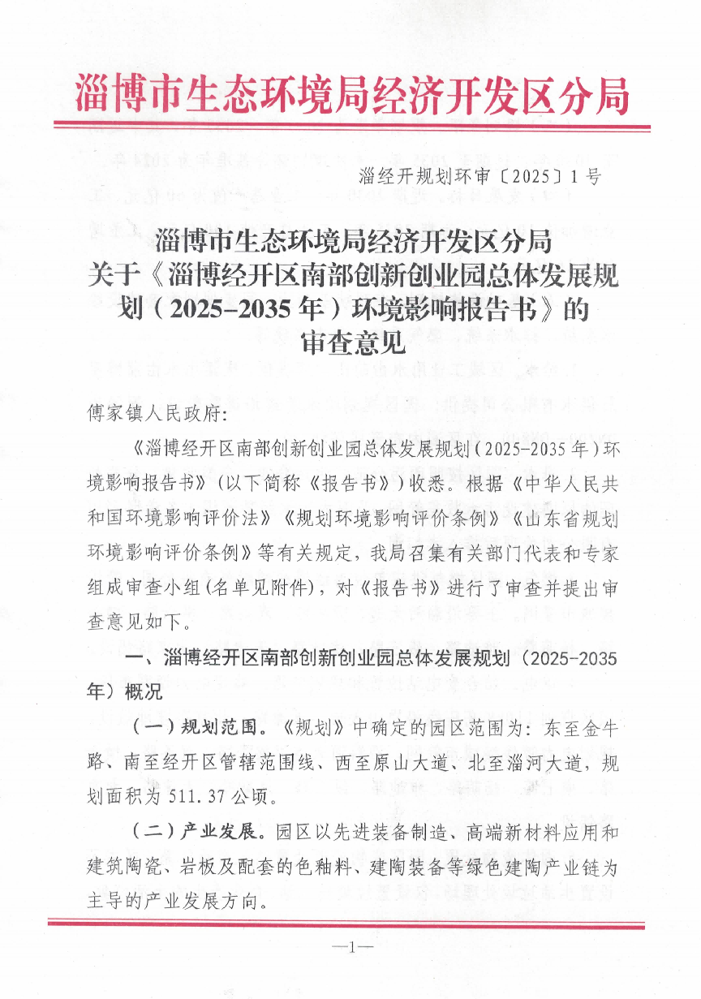 淄博市生态环境局经济开发区分局
淄经开规划环审〔2025〕1号
淄博市生态环境局经济开发区分局
关于《淄博经开区南部创新创业园总体发展规
划（2025-2035年）环境影响报告书》的
审查意见
傅家镇人民政府：
《淄博经开区南部创新创业园总体发展规划(2025-2035年)环
境影响报告书》(以下简称《报告书》)收悉。根据《中华人民共
和国环境影响评价法》《规划环境影响评价条例》《山东省规划
环境影响评价条例》等有关规定，我局召集有关部门代表和专家
组成审查小组(名单见附件)，对《报告书》进行了审查并提出审
查意见如下。
一、淄博经开区南部创新创业园总体发展规划（2025-2035
年）概况
（一）规划范围。《规划》中确定的园区范围为：东至金牛
路、南至经开区管辖范围线、西至原山大道、北至淄河大道，规
划面积为511.37公顷。
（二）产业发展。园区以先进装备制造、高端新材料应用和
建筑陶瓷、岩板及配套的色釉料、建陶装备等绿色建陶产业链为
主导的产业发展方向。
—1—